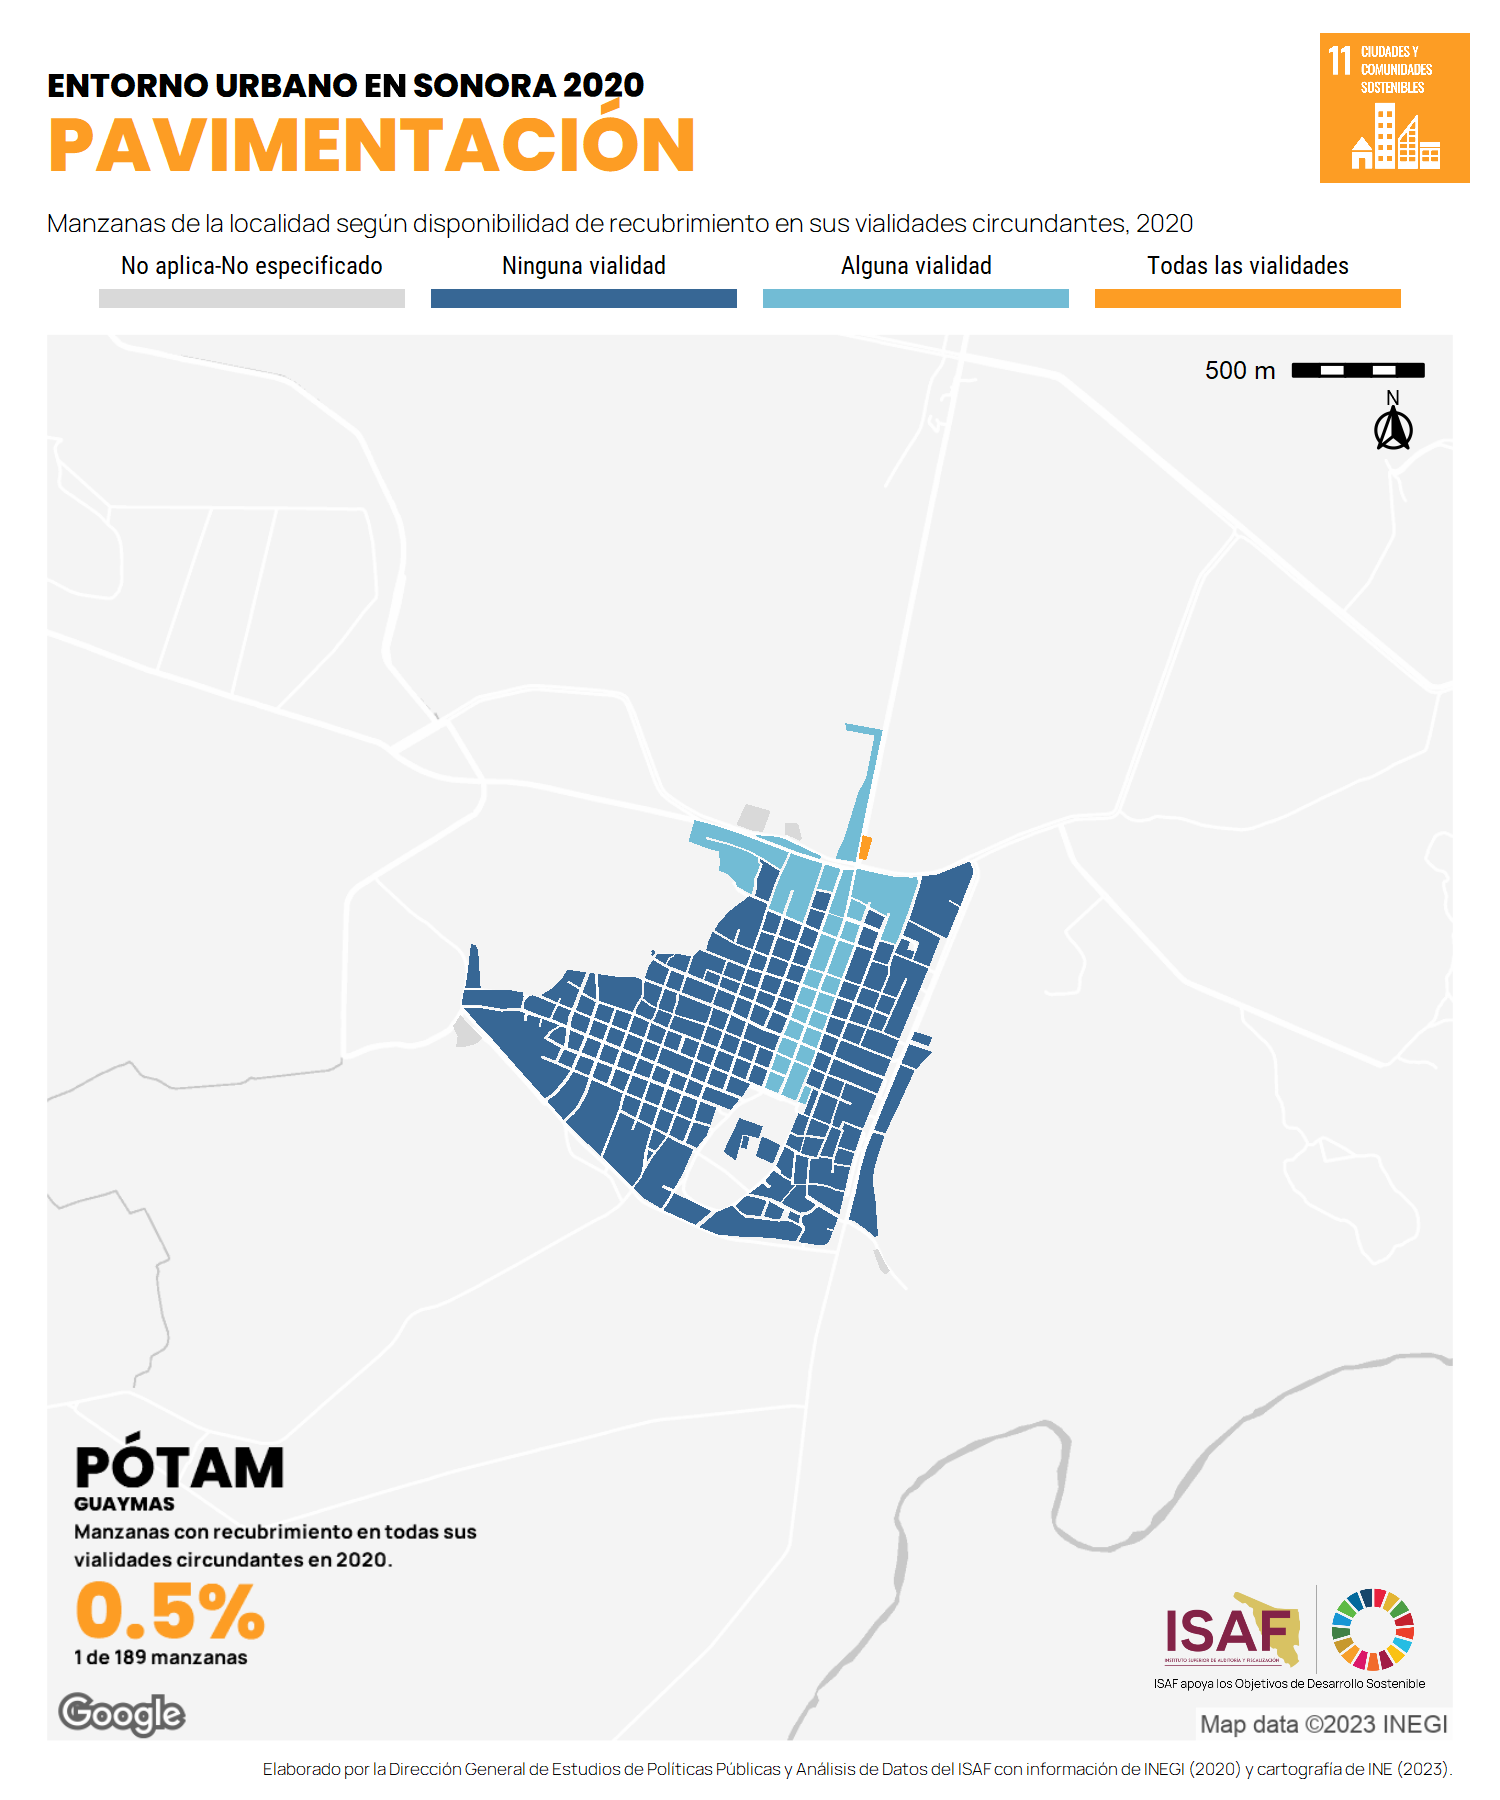 ENTORNO URBANO EN SONORA 2020
PAVIMENTACIÓN
11 CIUDADES Y
COMUNIDADES
SOSTENIBLES
Manzanas de la localidad según disponibilidad de recubrimiento en sus vialidades circundantes, 2020
No aplica-No especificado
Ninguna vialidad
Alguna vialidad
Todas las vialidades
500 m
N
PÓTAM
GUAYMAS
Manzanas con recubrimiento en todas sus
vialidades circundantes en 2020.
0.5%
1 de 189 manzanas
ISAF
INSTITUTO SUPERIOR DE AUDITORÍA Y FISCALIZACIÓN
ISAF apoya los Objetivos de Desarrollo Sostenible
Google
Map data ©2023 INEGI
Elaborado por la Dirección General de Estudios de Políticas Públicas y Análisis de Datos del ISAF con información de INEGI (2020) y cartografía de INE (2023).